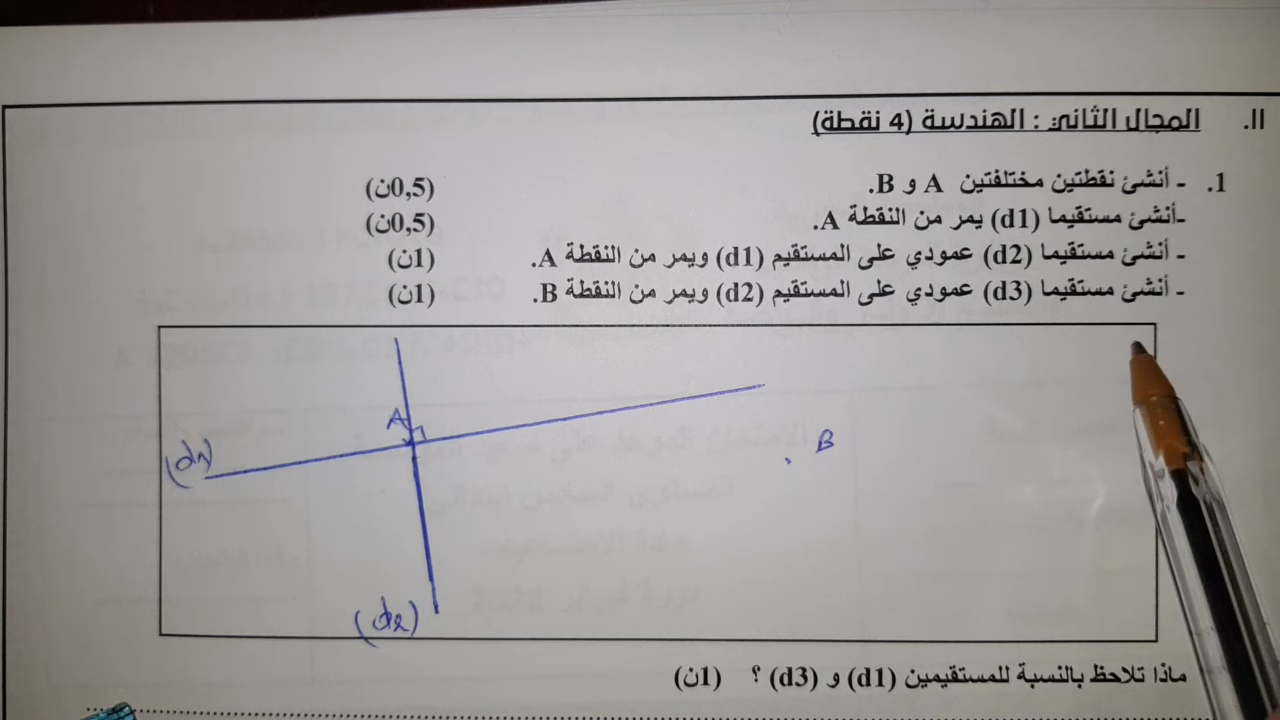 II. المجال الثاني : الهندسة (4 نقطة)
1. - أنشئ نقطتين مختلفتين A و B. (0,5ن)
-أنشئ مستقيما (d1) يمر من النقطة A. (0,5ن)
- أنشئ مستقيما (d2) عمودي على المستقيم (d1) ويمر من النقطة A. (1ن)
- أنشئ مستقيما (d3) عمودي على المستقيم (d2) ويمر من النقطة B. (1ن)
A
B
(d1)
(d2)
ماذا تلاحظ بالنسبة للمستقيمين (d1) و (d3) ؟ (1ن)